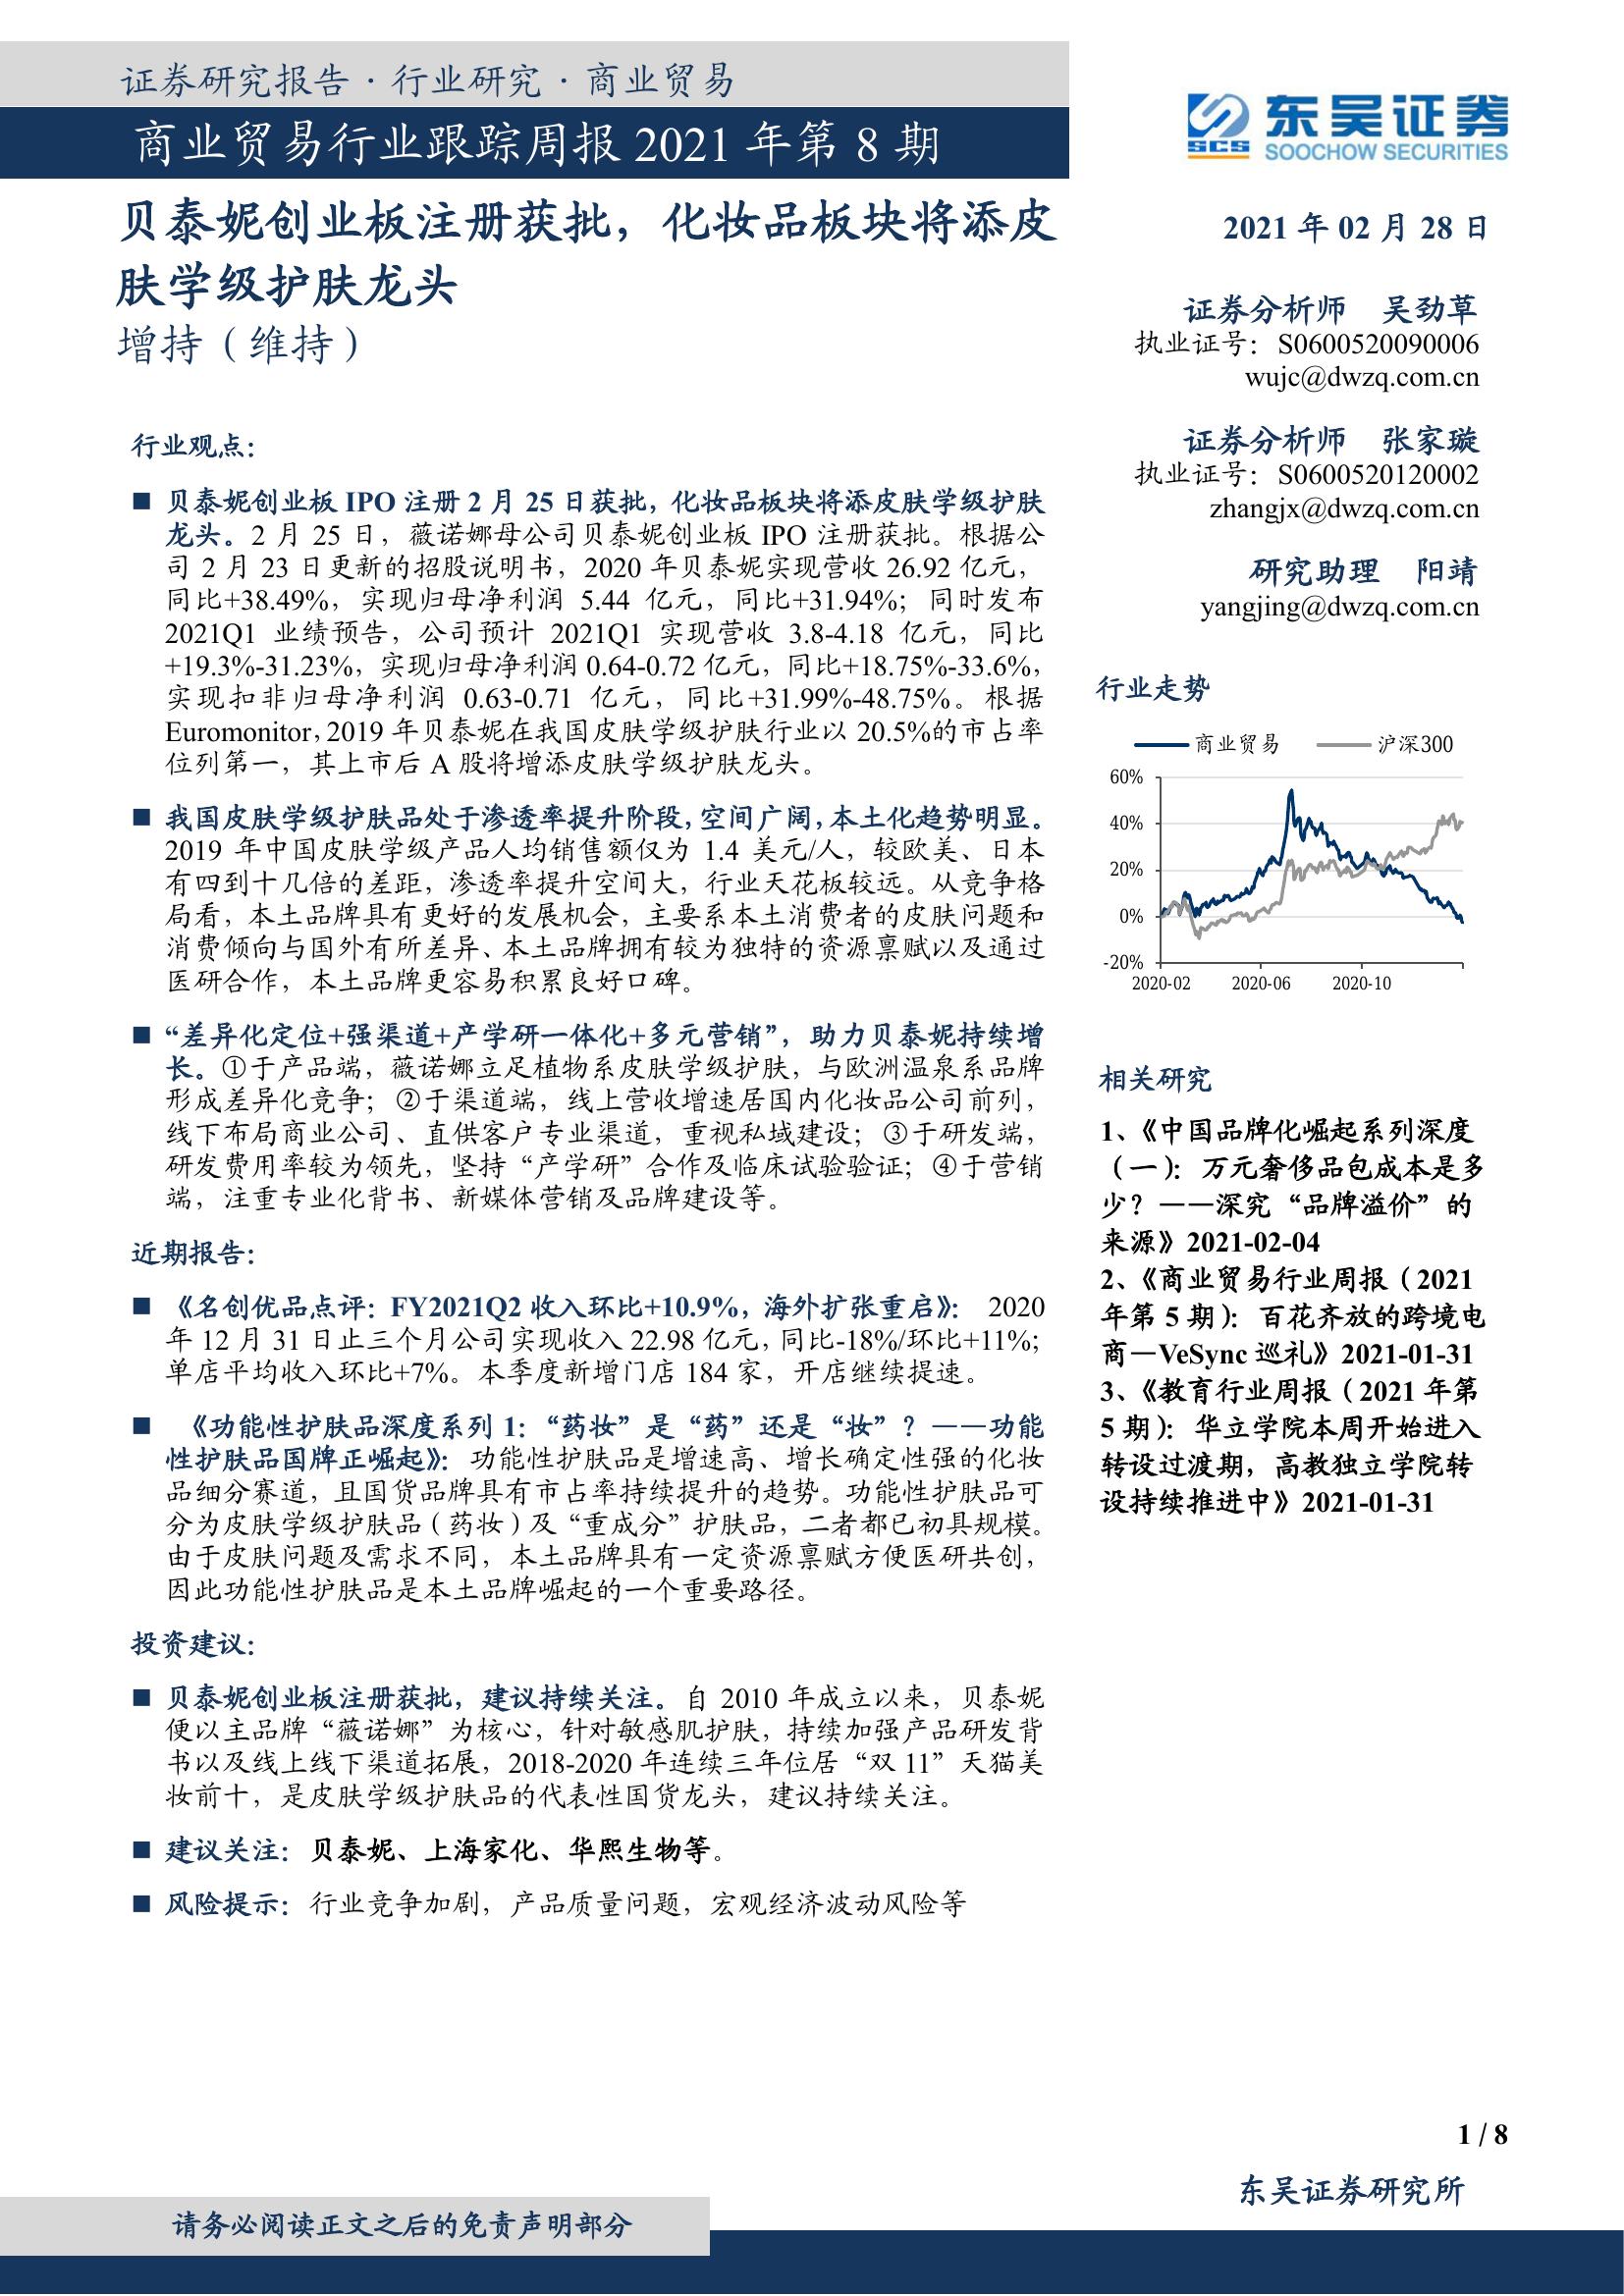 证券研究报告 · 行业研究 · 商业贸易
商业贸易行业跟踪周报 2021 年第 8 期
东吴证券
SCS SOOCHOW SECURITIES
贝泰妮创业板注册获批，化妆品板块将添皮
肤学级护肤龙头
增持（维持）
2021 年 02 月 28 日
证券分析师 吴劲草
执业证号：S0600520090006
wujc@dwzq.com.cn
证券分析师 张家璇
执业证号：S0600520120002
zhangjx@dwzq.com.cn
研究助理 阳靖
yangjing@dwzq.com.cn
行业走势
商业贸易 沪深300
60%
40%
20%
0%
-20%
2020-02 2020-06 2020-10
相关研究
1、《中国品牌化崛起系列深度
（一）：万元奢侈品包成本是多
少？——深究“品牌溢价”的
来源》2021-02-04
2、《商业贸易行业周报（2021
年第 5 期）：百花齐放的跨境电
商—VeSync 巡礼》2021-01-31
3、《教育行业周报（2021 年第
5 期）：华立学院本周开始进入
转设过渡期，高教独立学院转
设持续推进中》2021-01-31
行业观点：
■ 贝泰妮创业板 IPO 注册 2 月 25 日获批，化妆品板块将添皮肤学级护肤
龙头。2 月 25 日，薇诺娜母公司贝泰妮创业板 IPO 注册获批。根据公
司 2 月 23 日更新的招股说明书，2020 年贝泰妮实现营收 26.92 亿元，
同比+38.49%，实现归母净利润 5.44 亿元，同比+31.94%；同时发布
2021Q1 业绩预告，公司预计 2021Q1 实现营收 3.8-4.18 亿元，同比
+19.3%-31.23%，实现归母净利润 0.64-0.72 亿元，同比+18.75%-33.6%，
实现扣非归母净利润 0.63-0.71 亿元，同比+31.99%-48.75%。根据
Euromonitor，2019 年贝泰妮在我国皮肤学级护肤行业以 20.5%的市占率
位列第一，其上市后 A 股将增添皮肤学级护肤龙头。
■ 我国皮肤学级护肤品处于渗透率提升阶段，空间广阔，本土化趋势明显。
2019 年中国皮肤学级产品人均销售额仅为 1.4 美元/人，较欧美、日本
有四到十几倍的差距，渗透率提升空间大，行业天花板较远。从竞争格
局看，本土品牌具有更好的发展机会，主要系本土消费者的皮肤问题和
消费倾向与国外有所差异、本土品牌拥有较为独特的资源禀赋以及通过
医研合作，本土品牌更容易积累良好口碑。
■ “差异化定位+强渠道+产学研一体化+多元营销”，助力贝泰妮持续增
长。①于产品端，薇诺娜立足植物系皮肤学级护肤，与欧洲温泉系品牌
形成差异化竞争；②于渠道端，线上营收增速居国内化妆品公司前列，
线下布局商业公司、直供客户专业渠道，重视私域建设；③于研发端，
研发费用率较为领先，坚持“产学研”合作及临床试验验证；④于营销
端，注重专业化背书、新媒体营销及品牌建设等。
近期报告：
■ 《名创优品点评：FY2021Q2 收入环比+10.9%，海外扩张重启》： 2020
年 12 月 31 日止三个月公司实现收入 22.98 亿元，同比-18%/环比+11%；
单店平均收入环比+7%。本季度新增门店 184 家，开店继续提速。
■ 《功能性护肤品深度系列 1：“药妆”是“药”还是“妆”？——功能
性护肤品国牌正崛起》：功能性护肤品是增速高、增长确定性强的化妆
品细分赛道，且国货品牌具有市占率持续提升的趋势。功能性护肤品可
分为皮肤学级护肤品（药妆）及“重成分”护肤品，二者都已初具规模。
由于皮肤问题及需求不同，本土品牌具有一定资源禀赋方便医研共创，
因此功能性护肤品是本土品牌崛起的一个重要路径。
投资建议：
■ 贝泰妮创业板注册获批，建议持续关注。自 2010 年成立以来，贝泰妮
便以主品牌“薇诺娜”为核心，针对敏感肌护肤，持续加强产品研发背
书以及线上线下渠道拓展，2018-2020 年连续三年位居“双 11”天猫美
妆前十，是皮肤学级护肤品的代表性国货龙头，建议持续关注。
■ 建议关注：贝泰妮、上海家化、华熙生物等。
■ 风险提示：行业竞争加剧，产品质量问题，宏观经济波动风险等
1 / 8
东吴证券研究所
请务必阅读正文之后的免责声明部分